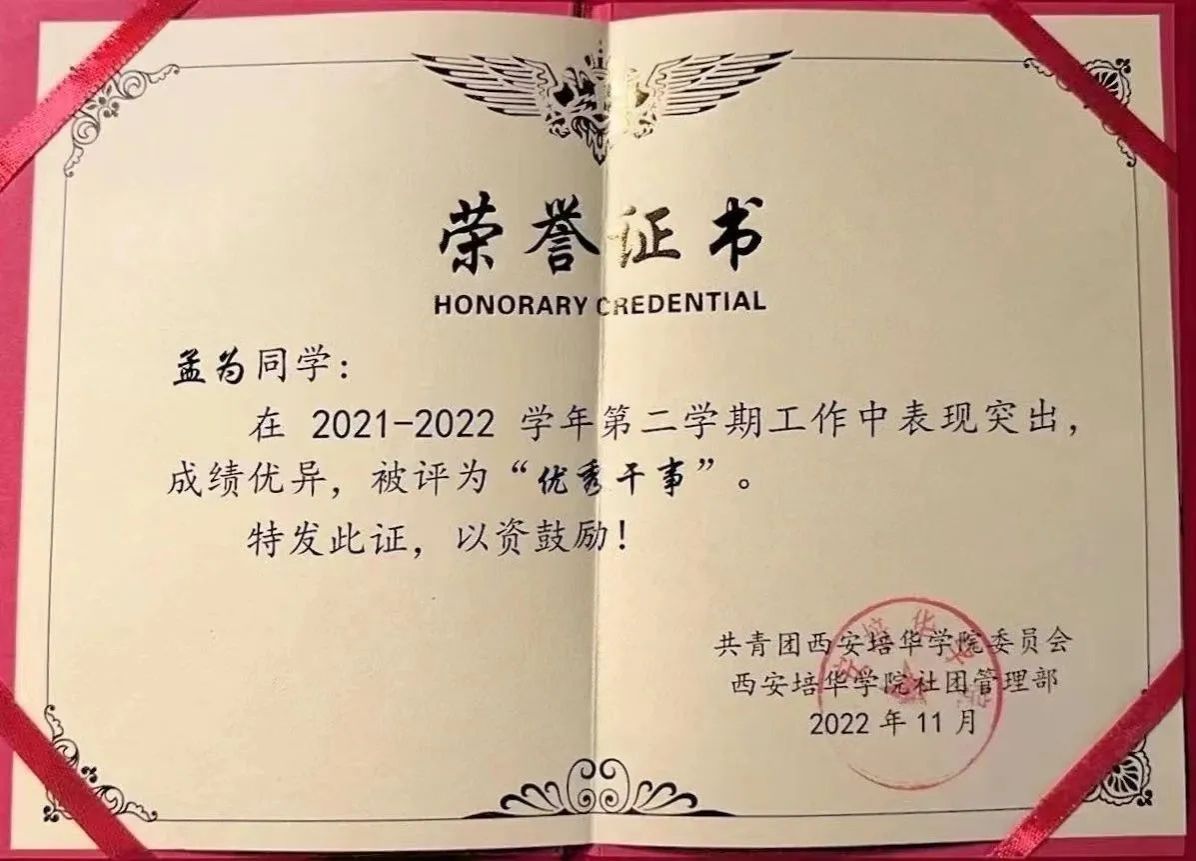 荣誉证书
HONORARY CREDENTIAL
孟为同学：
在 2021-2022 学年第二学期工作中表现突出，
成绩优异，被评为“优秀干事”。
特发此证，以资鼓励！
共青团西安培华学院委员会
西安培华学院社团管理部
2022 年 11 月